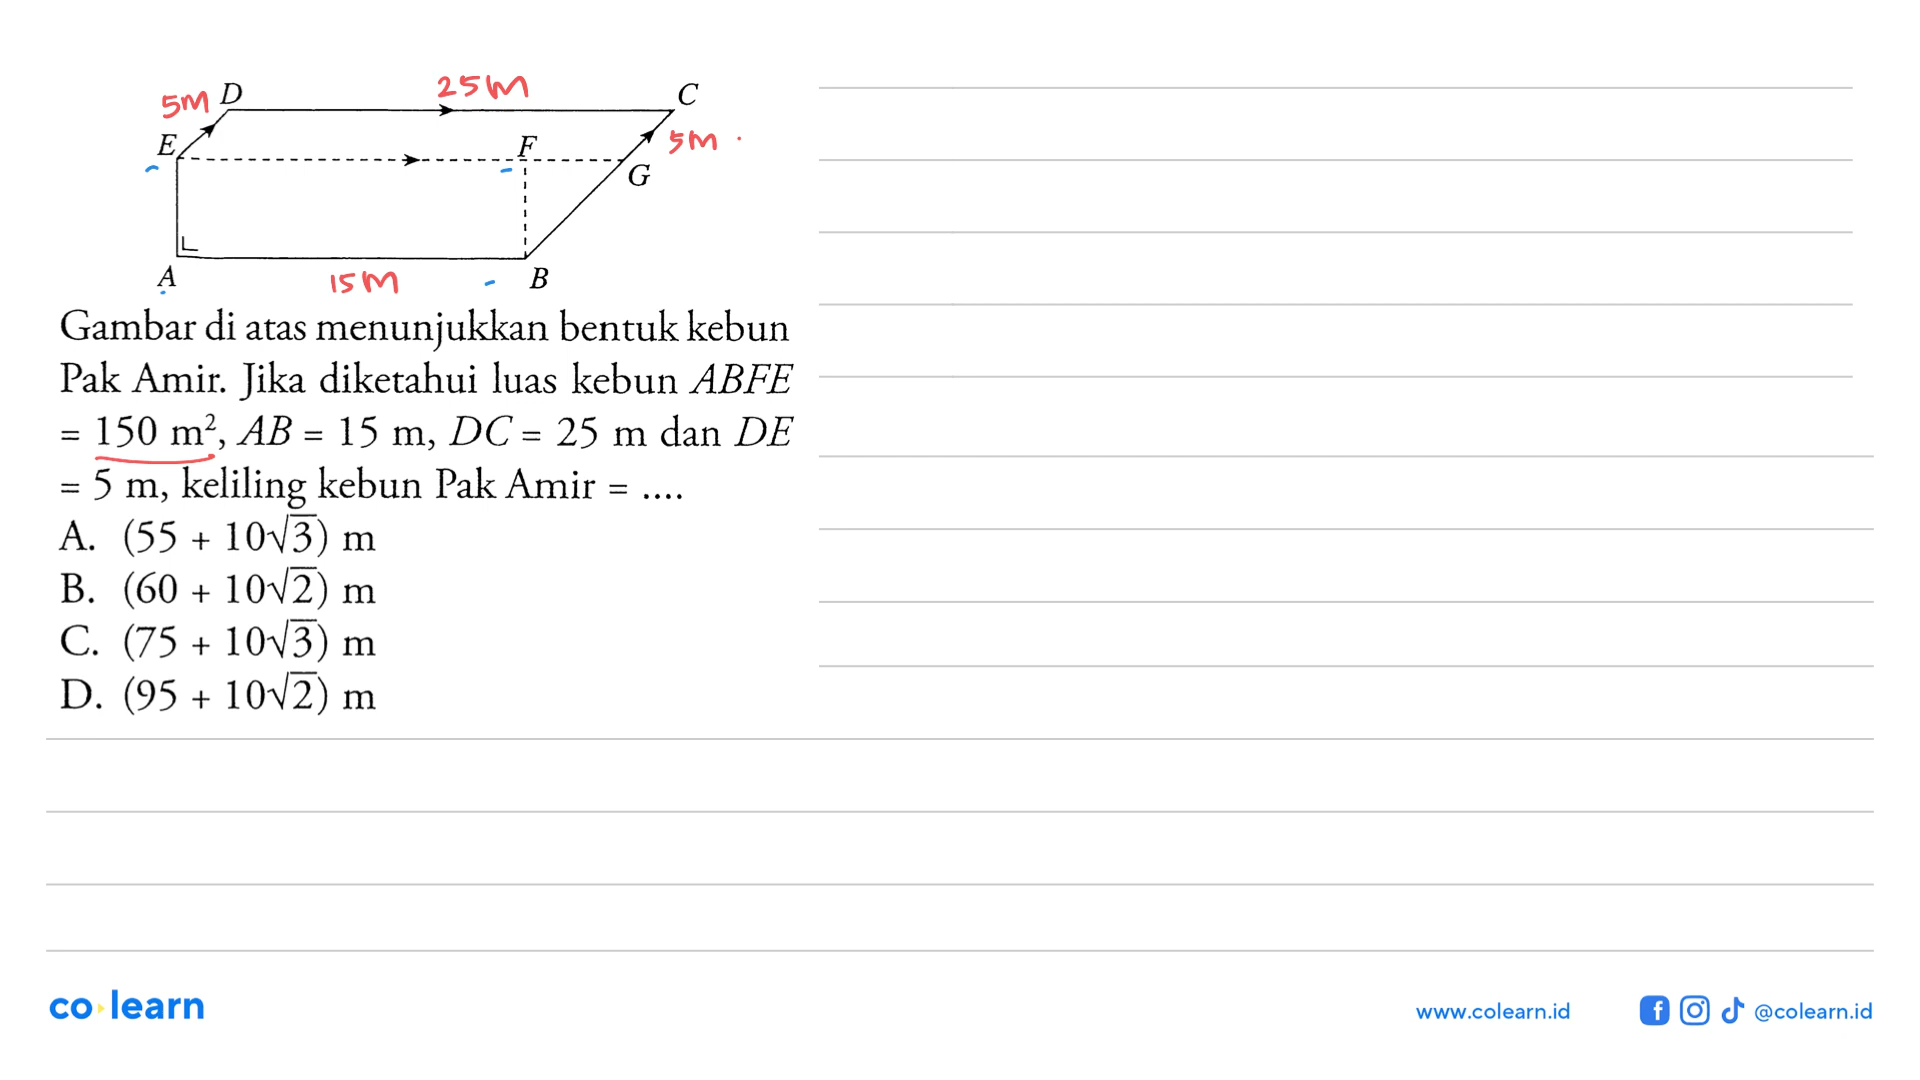 5m D 25m C
E F 5m
G
A 15m B
Gambar di atas menunjukkan bentuk kebun
Pak Amir. Jika diketahui luas kebun ABFE
= 150 m², AB = 15 m, DC = 25 m dan DE
= 5 m, keliling kebun Pak Amir = ....
A. (55 + 10√3) m
B. (60 + 10√2) m
C. (75 + 10√3) m
D. (95 + 10√2) m
co learn
www.colearn.id @colearn.id